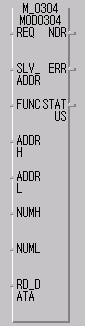 M_0304
MOD0304
REQ NDR
SLV_ ERR
ADDR
FUNC STAT
US
ADDR
H
ADDR
L
NUMH
NUML
RD_D
ATA